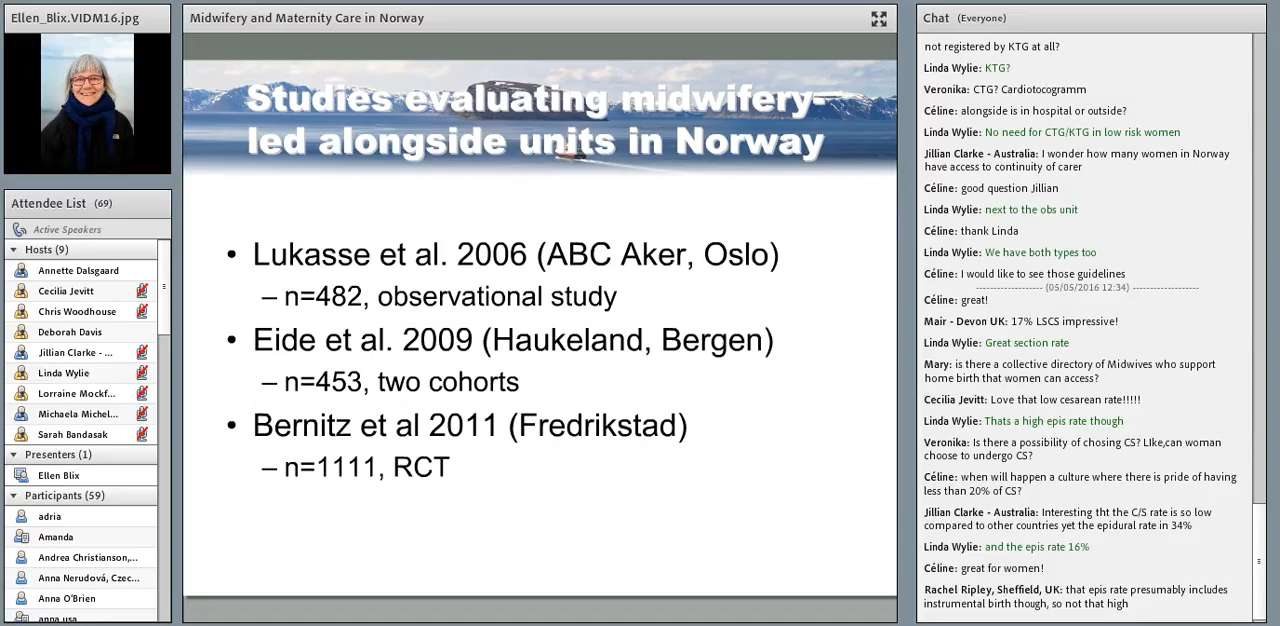 Ellen_Blix.VIDM16.jpg
Attendee List (69)
Active Speakers
Hosts (9)
Annette Dalsgaard
Cecilia Jevitt
Chris Woodhouse
Deborah Davis
Jillian Clarke - ...
Linda Wylie
Lorraine Mockf...
Michaela Michel...
Sarah Bandasak
Presenters (1)
Ellen Blix
Participants (59)
adria
Amanda
Andrea Christianson,...
Anna Nerudová, Czec...
Anna O'Brien
anna usa
Midwifery and Maternity Care in Norway
Studies evaluating midwifery-
led alongside units in Norway
• Lukasse et al. 2006 (ABC Aker, Oslo)
– n=482, observational study
• Eide et al. 2009 (Haukeland, Bergen)
– n=453, two cohorts
• Bernitz et al 2011 (Fredrikstad)
– n=1111, RCT
Chat (Everyone)
not registered by KTG at all?
Linda Wylie: KTG?
Veronika: CTG? Cardiotocogramm
Céline: alongside is in hospital or outside?
Linda Wylie: No need for CTG/KTG in low risk women
Jillian Clarke - Australia: I wonder how many women in Norway
have access to continuity of carer
Céline: good question Jillian
Linda Wylie: next to the obs unit
Céline: thank Linda
Linda Wylie: We have both types too
Céline: I would like to see those guidelines
------------------- (05/05/2016 12:34) -------------------
Céline: great!
Mair - Devon UK: 17% LSCS impressive!
Linda Wylie: Great section rate
Mary: is there a collective directory of Midwives who support
home birth that women can access?
Cecilia Jevitt: Love that low cesarean rate!!!!!
Linda Wylie: Thats a high epis rate though
Veronika: Is there a possibility of chosing CS? LIke,can woman
choose to undergo CS?
Céline: when will happen a culture where there is pride of having
less than 20% of CS?
Jillian Clarke - Australia: Interesting tht the C/S rate is so low
compared to other countries yet the epidural rate in 34%
Linda Wylie: and the epis rate 16%
Céline: great for women!
Rachel Ripley, Sheffield, UK: that epis rate presumably includes
instrumental birth though, so not that high